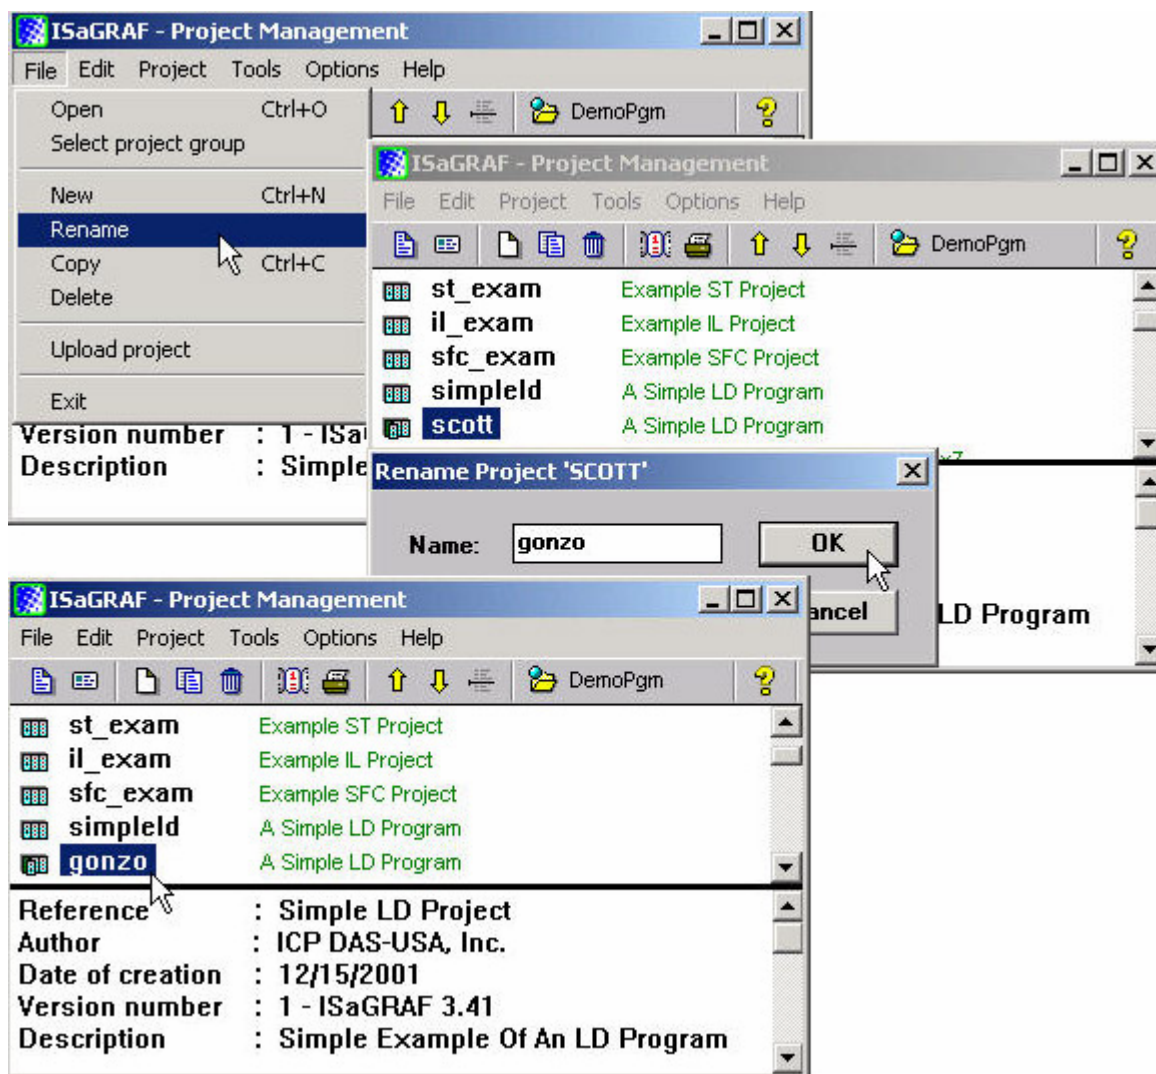 ISaGRAF - Project Management
File Edit Project Tools Options Help
Open Ctrl+O
Select project group
New Ctrl+N
Rename
Copy Ctrl+C
Delete
Upload project
Exit
DemoPgm
Version number : 1 - ISa
Description : Simple
ISaGRAF - Project Management
File Edit Project Tools Options Help
DemoPgm
st_exam Example ST Project
il_exam Example IL Project
sfc_exam Example SFC Project
simpleld A Simple LD Program
scott A Simple LD Program
Rename Project 'SCOTT'
Name: gonzo OK
ancel
LD Program
ISaGRAF - Project Management
File Edit Project Tools Options Help
DemoPgm
st_exam Example ST Project
il_exam Example IL Project
sfc_exam Example SFC Project
simpleld A Simple LD Program
gonzo A Simple LD Program
Reference : Simple LD Project
Author : ICP DAS-USA, Inc.
Date of creation : 12/15/2001
Version number : 1 - ISaGRAF 3.41
Description : Simple Example Of An LD Program